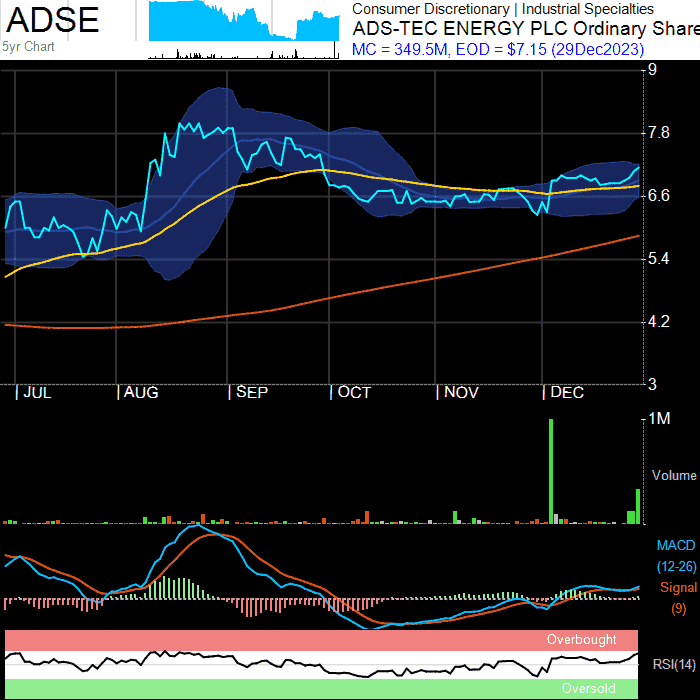 ADSE
5yr Chart
Consumer Discretionary | Industrial Specialties
ADS-TEC ENERGY PLC Ordinary Share
MC = 349.5M, EOD = $7.15 (29Dec2023)
9
7.8
6.6
5.4
4.2
3
JUL AUG SEP OCT NOV DEC
1M
Volume
MACD
(12-26)
Signal
(9)
Overbought
RSI(14)
Oversold